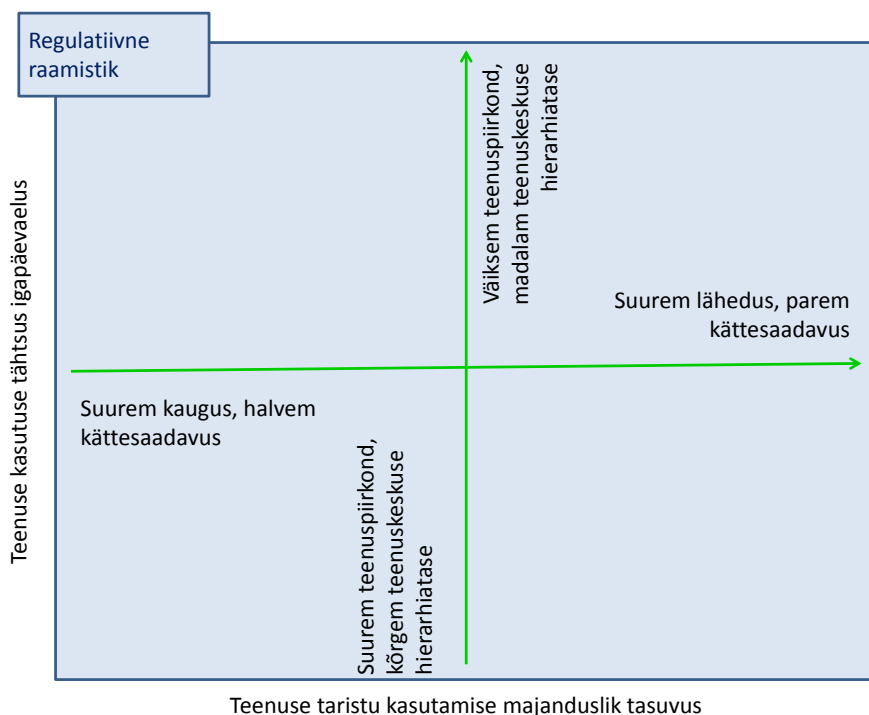 Regulatiivne
raamistik
Teenuse kasutuse tähtsus igapäevaelus
Väiksem teenuspiirkond,
madalam teenuskeskuse
hierarhiatase
Suurem lähedus, parem
kättesaadavus
Suurem kaugus, halvem
kättesaadavus
Suurem teenuspiirkond,
kõrgem teenuskeskuse
hierarhiatase
Teenuse taristu kasutamise majanduslik tasuvus